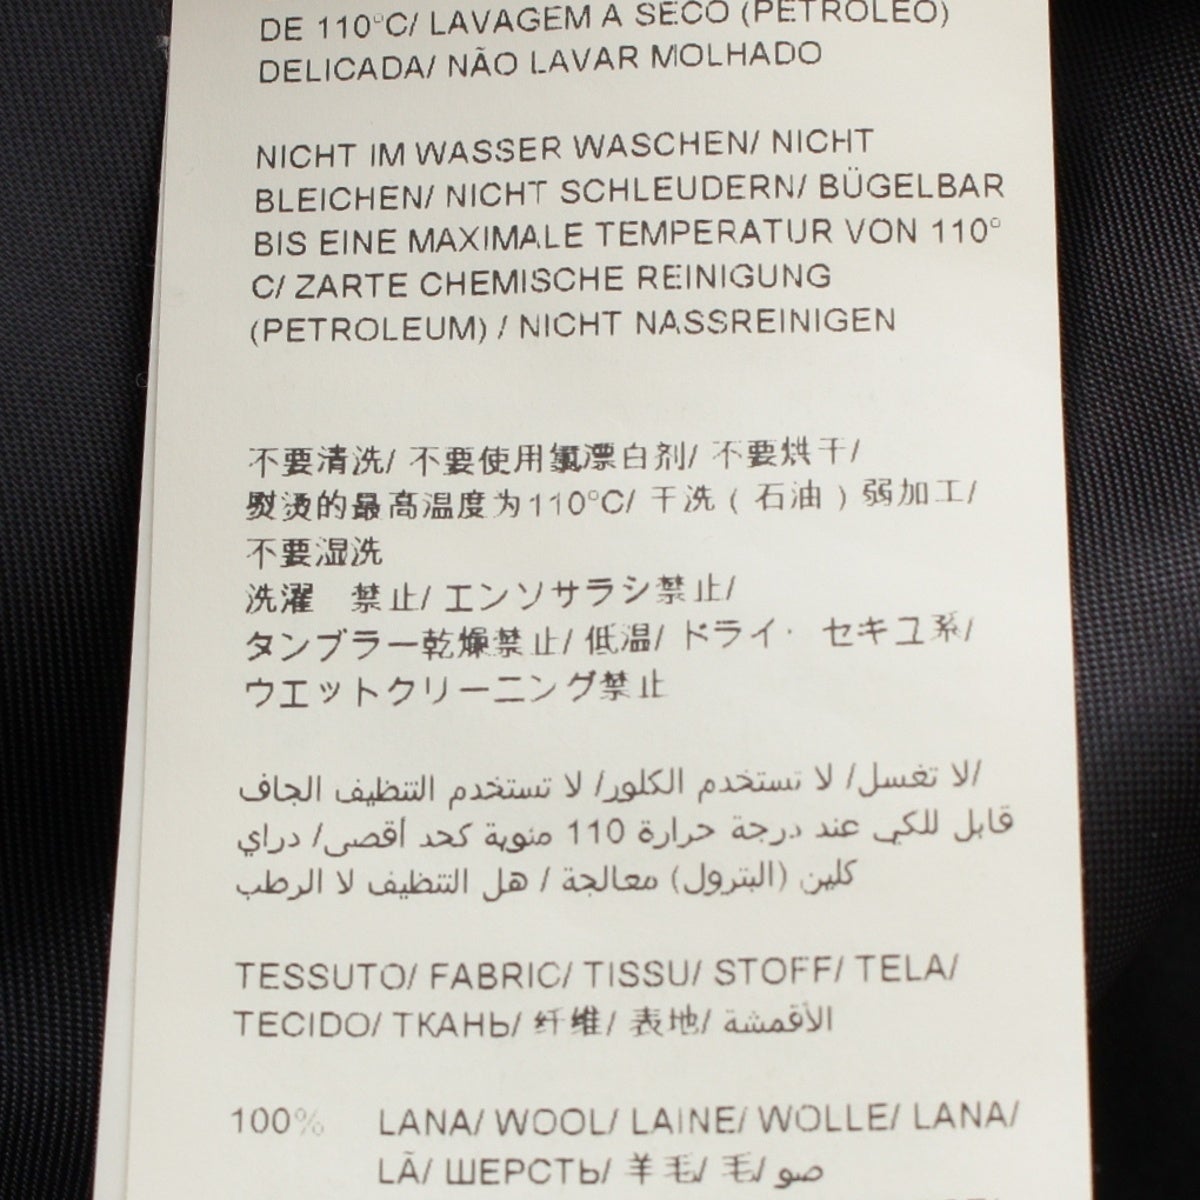 DE 110°C/ LAVAGEM A SECO (PETROLEO)
DELICADA/ NÃO LAVAR MOLHADO
NICHT IM WASSER WASCHEN/ NICHT
BLEICHEN/ NICHT SCHLEUDERN/ BÜGELBAR
BIS EINE MAXIMALE TEMPERATUR VON 110°
C/ ZARTE CHEMISCHE REINIGUNG
(PETROLEUM) / NICHT NASSREINIGEN
不要清洗/ 不要使用氯漂白剂/ 不要烘干/
熨烫的最高温度为110°C/ 干洗 ( 石油 ) 弱加工/
不要湿洗
洗濯　禁止/ エンソサラシ禁止/
タンブラー乾燥禁止/ 低温/ ドライ· セキユ系/
ウエットクリーニング禁止
/لا تغسل/ لا تستخدم الكلور/ لا تستخدم التنظيف الجاف
قابل للكي عند درجة حرارة 110 منوية كحد أقصى/ دراي
كلين (البترول) معالجة / هل التنظيف لا الرطب
TESSUTO/ FABRIC/ TISSU/ STOFF/ TELA/
TECIDO/ ТКАНЬ/ 纤维/ 表地/ الأقمشة
100% LANA/ WOOL/ LAINE/ WOLLE/ LANA/
LÃ/ ШЕРСТЬ/ 羊毛/ 毛/ صو